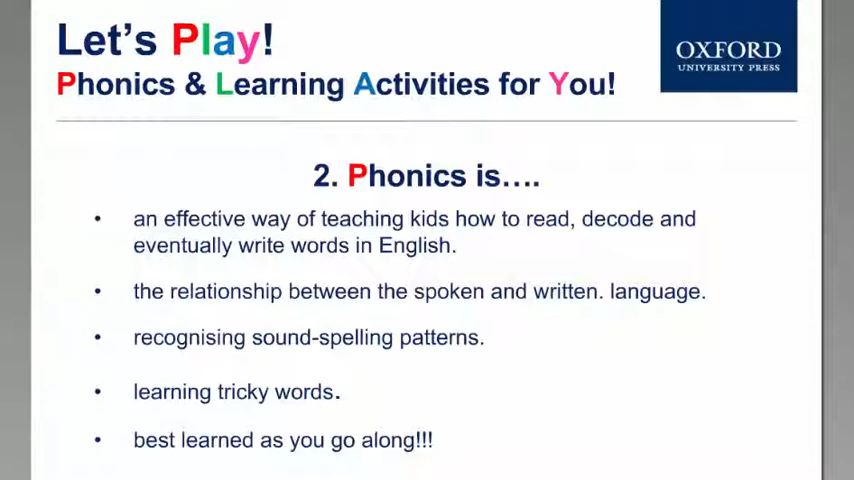 Let's Play!
Phonics & Learning Activities for You!
OXFORD
UNIVERSITY PRESS
2. Phonics is....
• an effective way of teaching kids how to read, decode and
eventually write words in English.
• the relationship between the spoken and written. language.
• recognising sound-spelling patterns.
• learning tricky words.
• best learned as you go along!!!